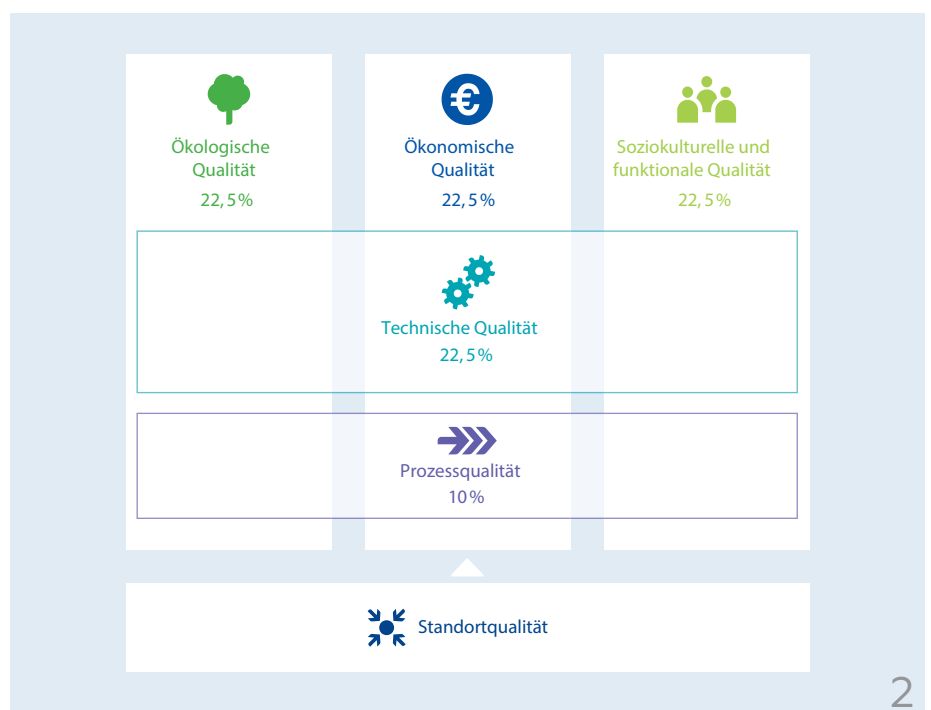 Ökologische
Qualität
22,5%
Ökonomische
Qualität
22,5%
Soziokulturelle und
funktionale Qualität
22,5%
Technische Qualität
22,5%
Prozessqualität
10%
Standortqualität
2